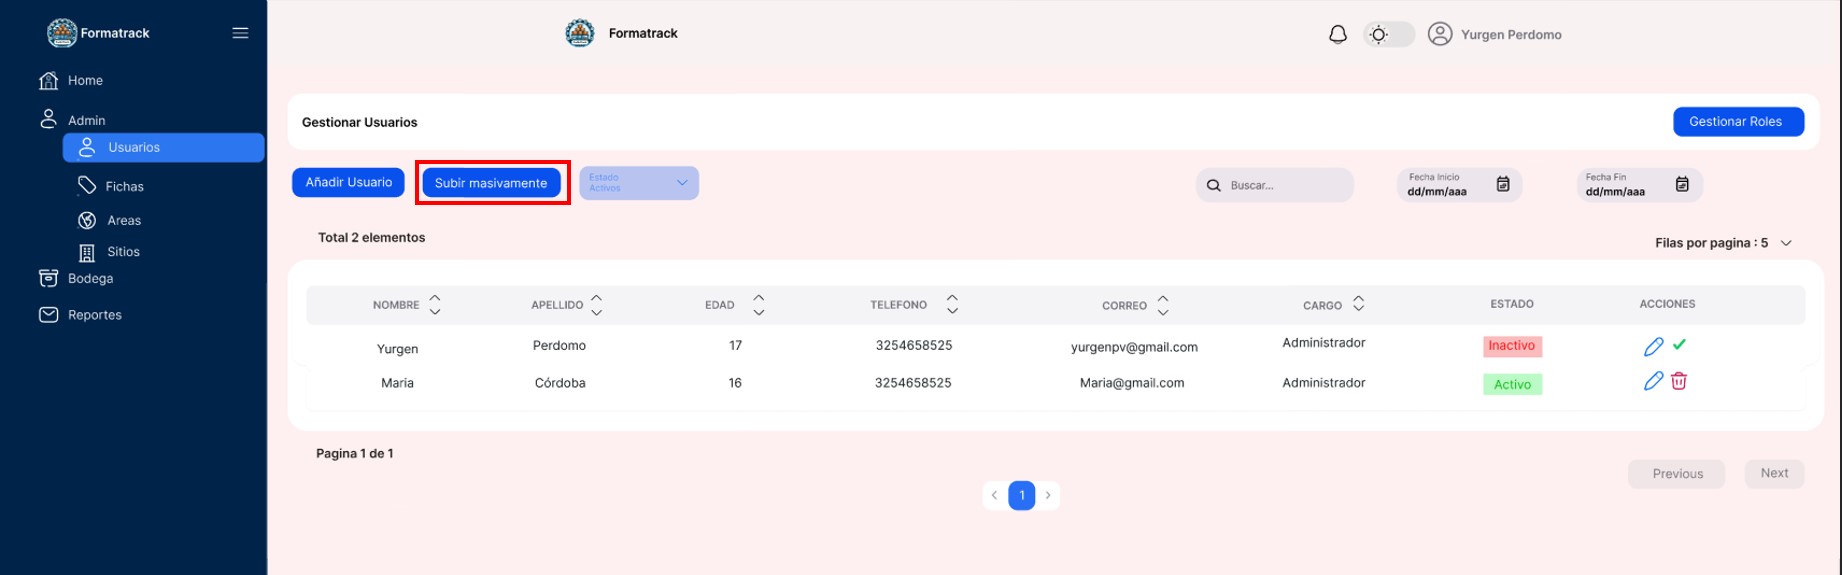 Formatrack
Formatrack
Yurgen Perdomo
Home
Admin
Usuarios
Fichas
Areas
Sitios
Bodega
Reportes
Gestionar Usuarios
Gestionar Roles
Añadir Usuario
Subir masivamente
Estado
Activos
Buscar...
Fecha Inicio
dd/mm/aaa
Fecha Fin
dd/mm/aaa
Total 2 elementos
Filas por pagina : 5
NOMBRE APELLIDO EDAD TELEFONO CORREO CARGO ESTADO ACCIONES
Yurgen Perdomo 17 3254658525 yurgenpv@gmail.com Administrador Inactivo
Maria Córdoba 16 3254658525 Maria@gmail.com Administrador Activo
Pagina 1 de 1
Previous Next
1